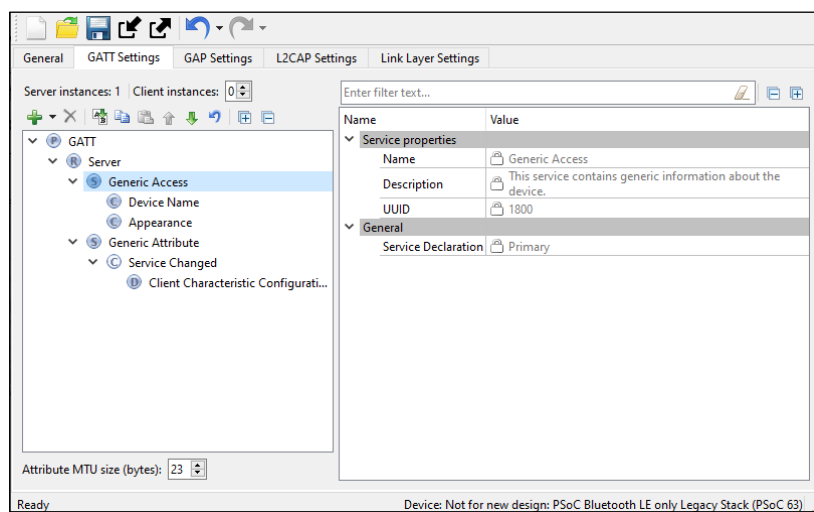 General GATT Settings GAP Settings L2CAP Settings Link Layer Settings
Server instances: 1 Client instances: 0
Enter filter text...
P GATT
R Server
S Generic Access
C Device Name
C Appearance
S Generic Attribute
C Service Changed
D Client Characteristic Configurati...
Attribute MTU size (bytes): 23
Name Value
Service properties
Name Generic Access
Description This service contains generic information about the
device.
UUID 1800
General
Service Declaration Primary
Ready Device: Not for new design: PSoC Bluetooth LE only Legacy Stack (PSoC 63)